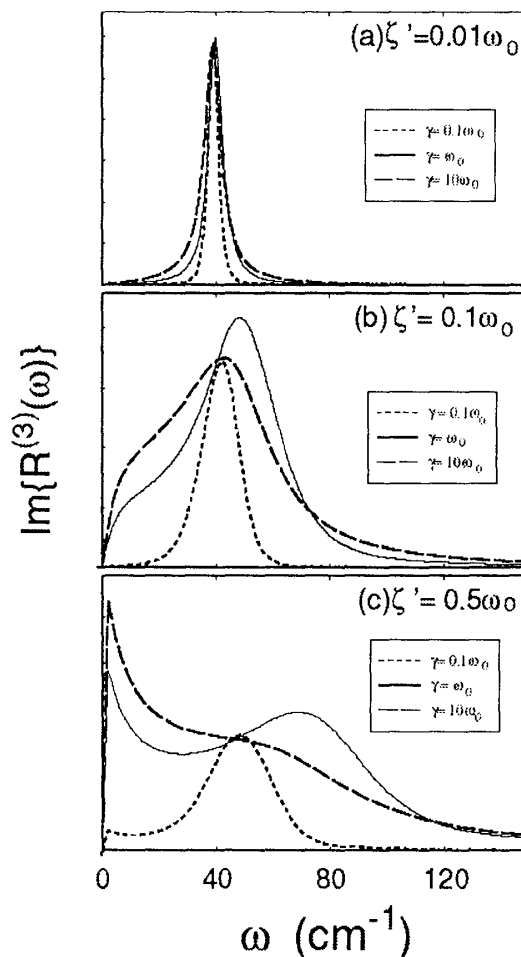 (a) ζ'=0.01ω₀
γ=0.1ω₀
γ=ω₀
γ=10ω₀
(b) ζ'= 0.1ω₀
γ=0.1ω₀
γ=ω₀
γ=10ω₀
Im{R⁽³⁾(ω)}
(c) ζ'= 0.5ω₀
γ=0.1ω₀
γ=ω₀
γ=10ω₀
0 40 80 120
ω (cm⁻¹)